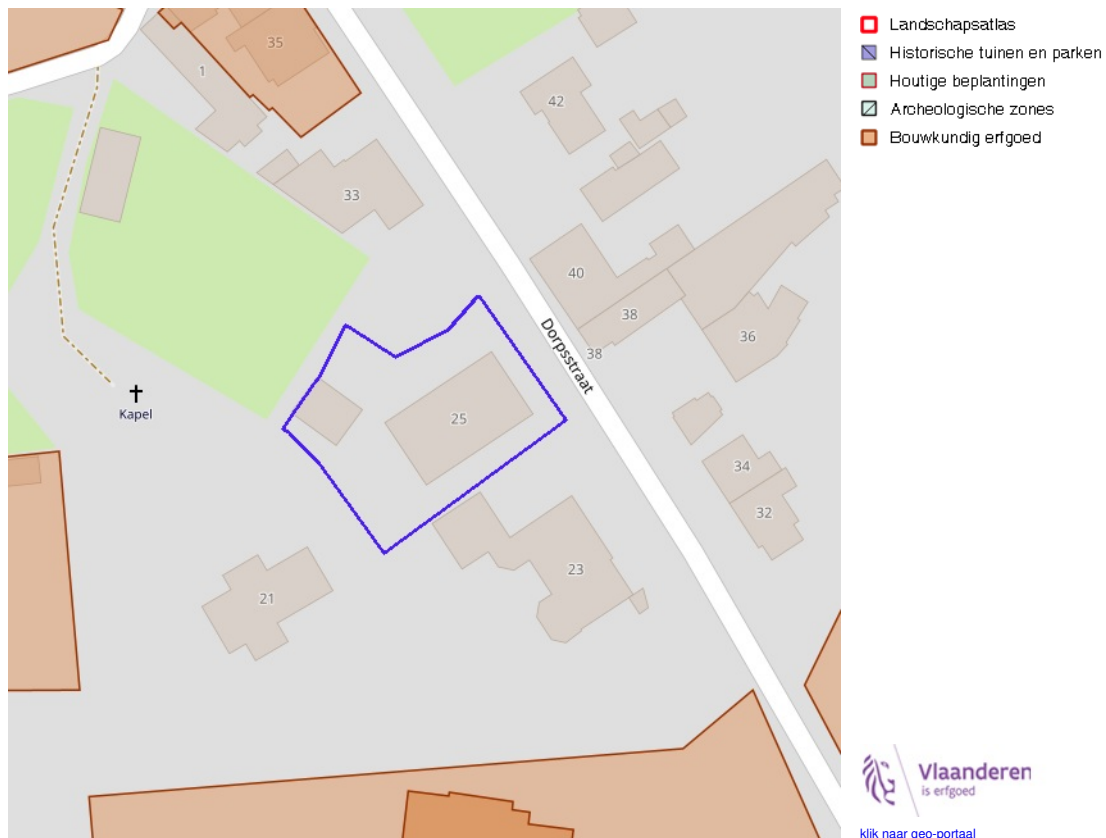 35
1
42
33
40
38
36
38
Dorpsstraat
Kapel
25
34
32
23
21
Landschapsatlas
Historische tuinen en parken
Houtige beplantingen
Archeologische zones
Bouwkundig erfgoed
Vlaanderen
is erfgoed
klik naar geo-portaal